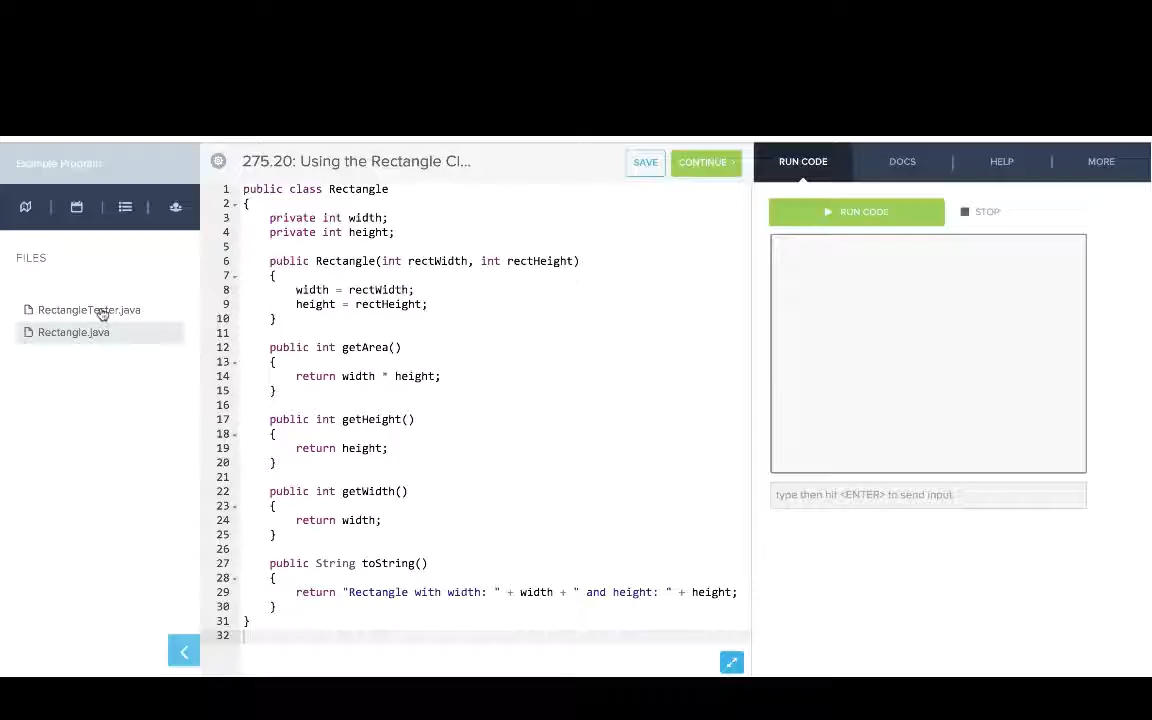 Example Program
275.20: Using the Rectangle Cl...
SAVE
CONTINUE
RUN CODE
DOCS
HELP
MORE
FILES
RectangleTester.java
Rectangle.java
1 public class Rectangle
2 {
3     private int width;
4     private int height;
5
6     public Rectangle(int rectWidth, int rectHeight)
7     {
8         width = rectWidth;
9         height = rectHeight;
10     }
11
12     public int getArea()
13     {
14         return width * height;
15     }
16
17     public int getHeight()
18     {
19         return height;
20     }
21
22     public int getWidth()
23     {
24         return width;
25     }
26
27     public String toString()
28     {
29         return "Rectangle with width: " + width + " and height: " + height;
30     }
31 }
32
RUN CODE
STOP
type then hit <ENTER> to send input